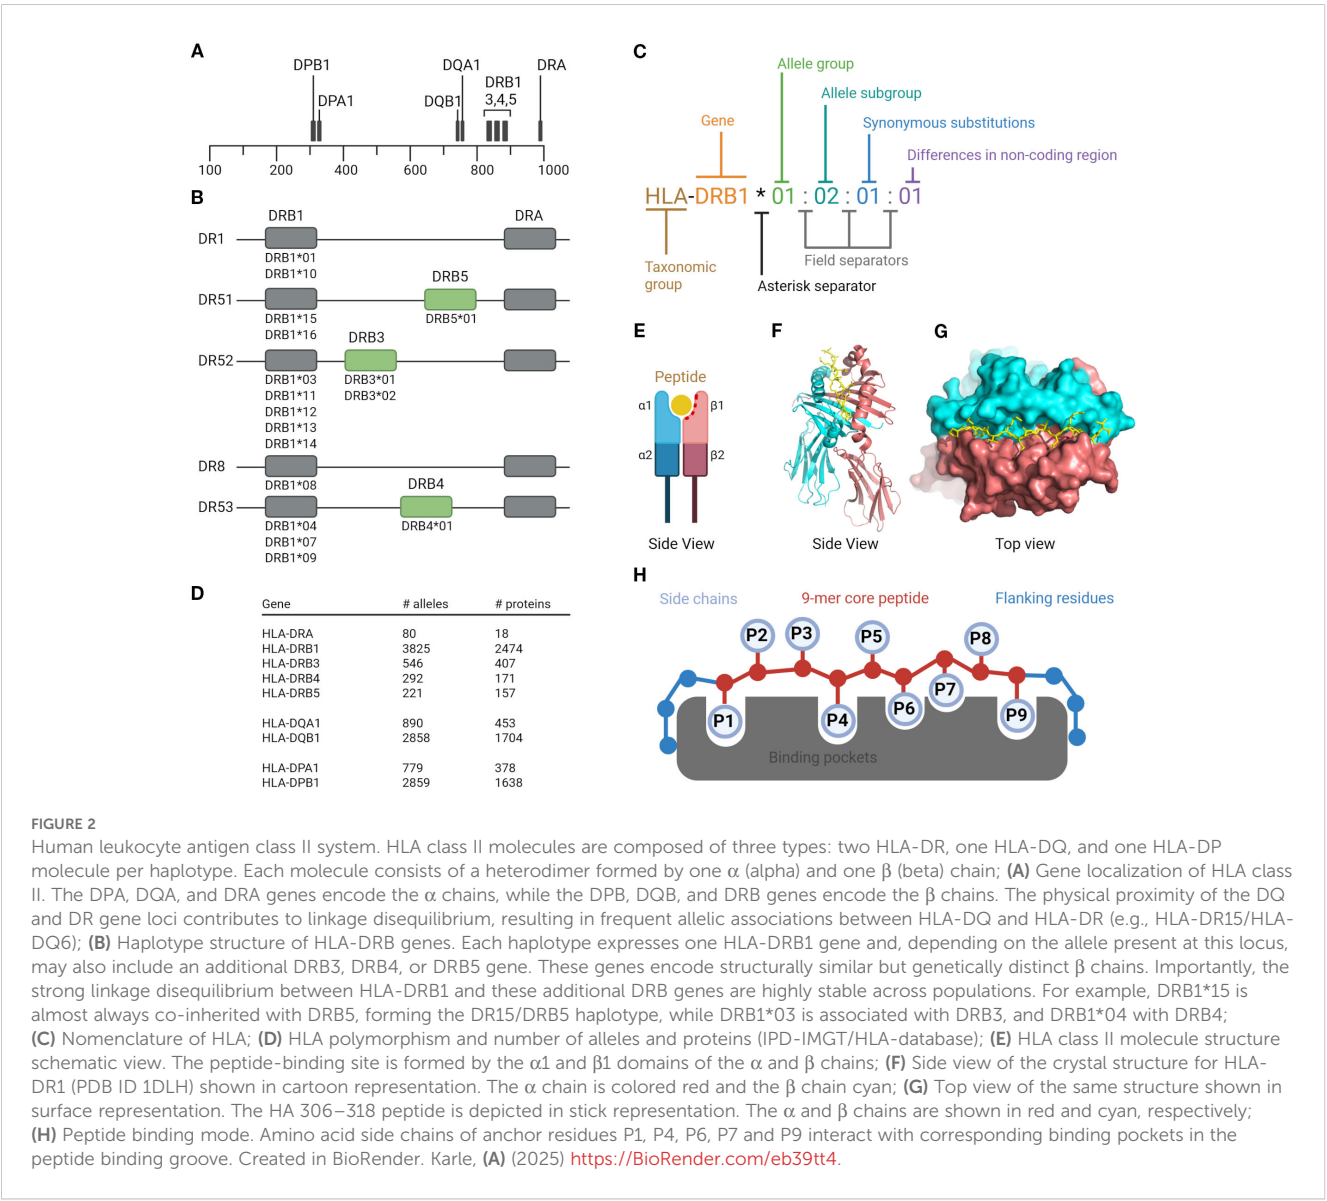 A
DPB1
DPA1
DQA1
DQB1
DRB1
3,4,5
DRA
100
200
400
600
800
1000
B
DRB1
DRA
DR1
DRB1*01
DRB1*10
DRB5
DR51
DRB1*15
DRB5*01
DRB1*16
DRB3
DR52
DRB1*03
DRB3*01
DRB1*11
DRB3*02
DRB1*12
DRB1*13
DRB1*14
DR8
DRB1*08
DRB4
DR53
DRB1*04
DRB4*01
DRB1*07
DRB1*09
C
Allele group
Allele subgroup
Gene
Synonymous substitutions
Differences in non-coding region
HLA-DRB1 * 01 : 02 : 01 : 01
Field separators
Taxonomic
group
Asterisk separator
D
Gene # alleles # proteins
HLA-DRA 80 18
HLA-DRB1 3825 2474
HLA-DRB3 546 407
HLA-DRB4 292 171
HLA-DRB5 221 157
HLA-DQA1 890 453
HLA-DQB1 2858 1704
HLA-DPA1 779 378
HLA-DPB1 2859 1638
E
Peptide
α1
β1
α2
β2
Side View
F
Side View
G
Top view
H
Side chains
9-mer core peptide
Flanking residues
P1
P2
P3
P4
P5
P6
P7
P8
P9
Binding pockets
FIGURE 2
Human leukocyte antigen class II system. HLA class II molecules are composed of three types: two HLA-DR, one HLA-DQ, and one HLA-DP
molecule per haplotype. Each molecule consists of a heterodimer formed by one α (alpha) and one β (beta) chain; (A) Gene localization of HLA class
II. The DPA, DQA, and DRA genes encode the α chains, while the DPB, DQB, and DRB genes encode the β chains. The physical proximity of the DQ
and DR gene loci contributes to linkage disequilibrium, resulting in frequent allelic associations between HLA-DQ and HLA-DR (e.g., HLA-DR15/HLA-
DQ6); (B) Haplotype structure of HLA-DRB genes. Each haplotype expresses one HLA-DRB1 gene and, depending on the allele present at this locus,
may also include an additional DRB3, DRB4, or DRB5 gene. These genes encode structurally similar but genetically distinct β chains. Importantly, the
strong linkage disequilibrium between HLA-DRB1 and these additional DRB genes are highly stable across populations. For example, DRB1*15 is
almost always co-inherited with DRB5, forming the DR15/DRB5 haplotype, while DRB1*03 is associated with DRB3, and DRB1*04 with DRB4;
(C) Nomenclature of HLA; (D) HLA polymorphism and number of alleles and proteins (IPD-IMGT/HLA-database); (E) HLA class II molecule structure
schematic view. The peptide-binding site is formed by the α1 and β1 domains of the α and β chains; (F) Side view of the crystal structure for HLA-
DR1 (PDB ID 1DLH) shown in cartoon representation. The α chain is colored red and the β chain cyan; (G) Top view of the same structure shown in
surface representation. The HA 306–318 peptide is depicted in stick representation. The α and β chains are shown in red and cyan, respectively;
(H) Peptide binding mode. Amino acid side chains of anchor residues P1, P4, P6, P7 and P9 interact with corresponding binding pockets in the
peptide binding groove. Created in BioRender. Karle, (A) (2025) https://BioRender.com/eb39tt4.